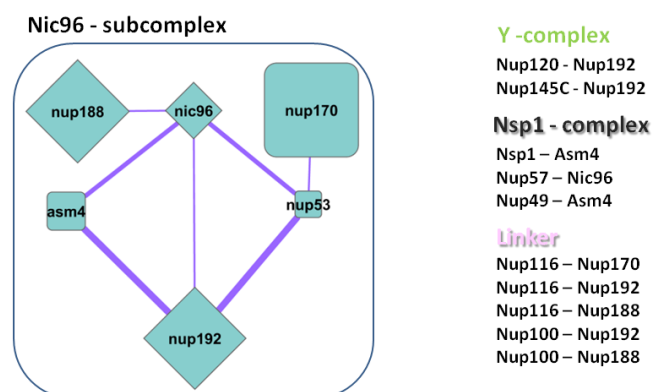 Nic96 - subcomplex
nup188
nic96
nup170
asm4
nup53
nup192
Y -complex
Nup120 - Nup192
Nup145C - Nup192
Nsp1 - complex
Nsp1 – Asm4
Nup57 – Nic96
Nup49 – Asm4
Linker
Nup116 – Nup170
Nup116 – Nup192
Nup116 – Nup188
Nup100 – Nup192
Nup100 – Nup188